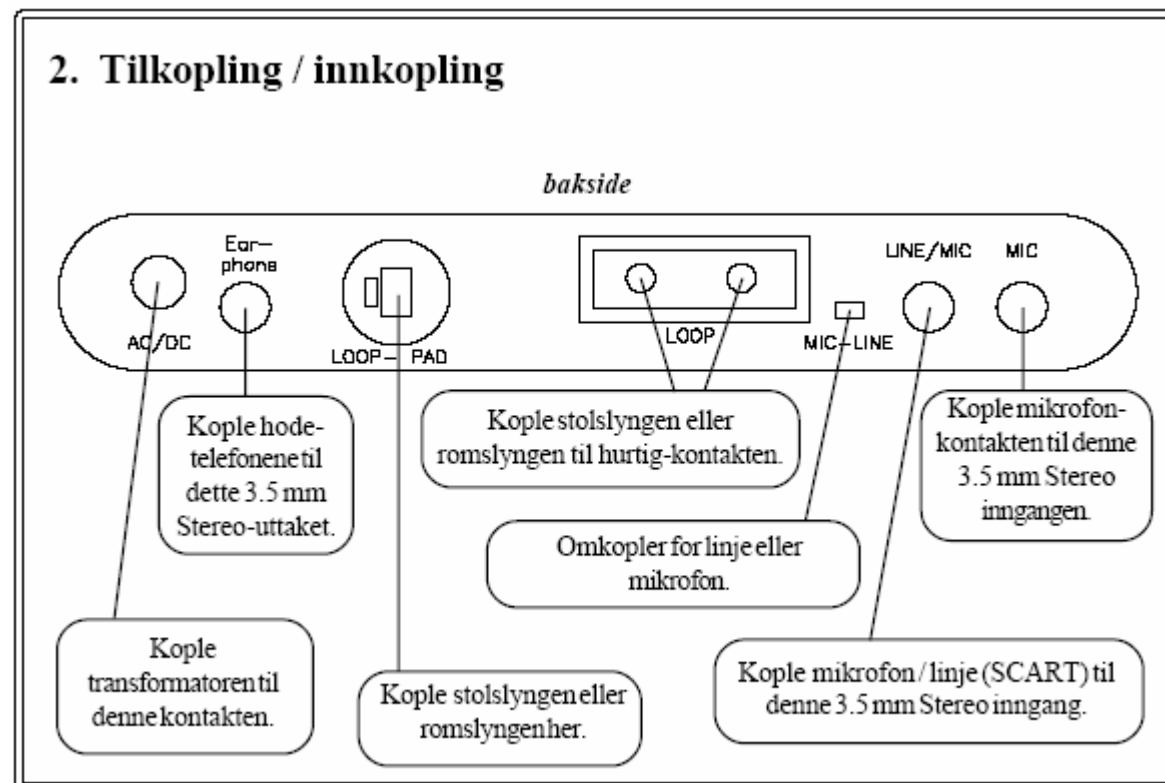 2. Tilkopling / innkopling
bakside
Ear-
phone
AC/DC
LOOP- PAD
LOOP
MIC-LINE
LINE/MIC
MIC
Kople hode-
telefonene til
dette 3.5 mm
Stereo-uttaket.
Kople stolslyngen eller
romslyngen til hurtig-kontakten.
Kople mikrofon-
kontakten til denne
3.5 mm Stereo
inngangen.
Omkopler for linje eller
mikrofon.
Kople
transformatoren til
denne kontakten.
Kople stolslyngen eller
romslyngen her.
Kople mikrofon / linje (SCART) til
denne 3.5 mm Stereo inngang.